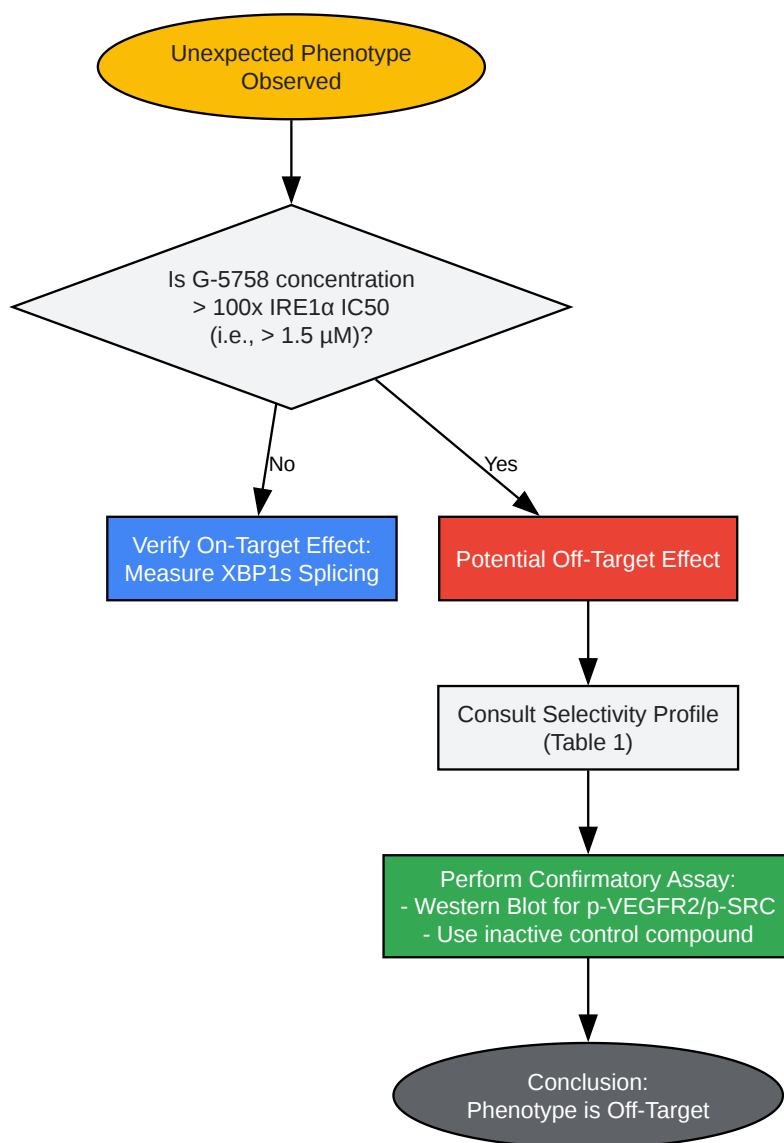 Unexpected Phenotype
Observed
Is G-5758 concentration
> 100x IRE1α IC50
(i.e., > 1.5 µM)?
No
Yes
Verify On-Target Effect:
Measure XBP1s Splicing
Potential Off-Target Effect
Consult Selectivity Profile
(Table 1)
Perform Confirmatory Assay:
- Western Blot for p-VEGFR2/p-SRC
- Use inactive control compound
Conclusion:
Phenotype is Off-Target